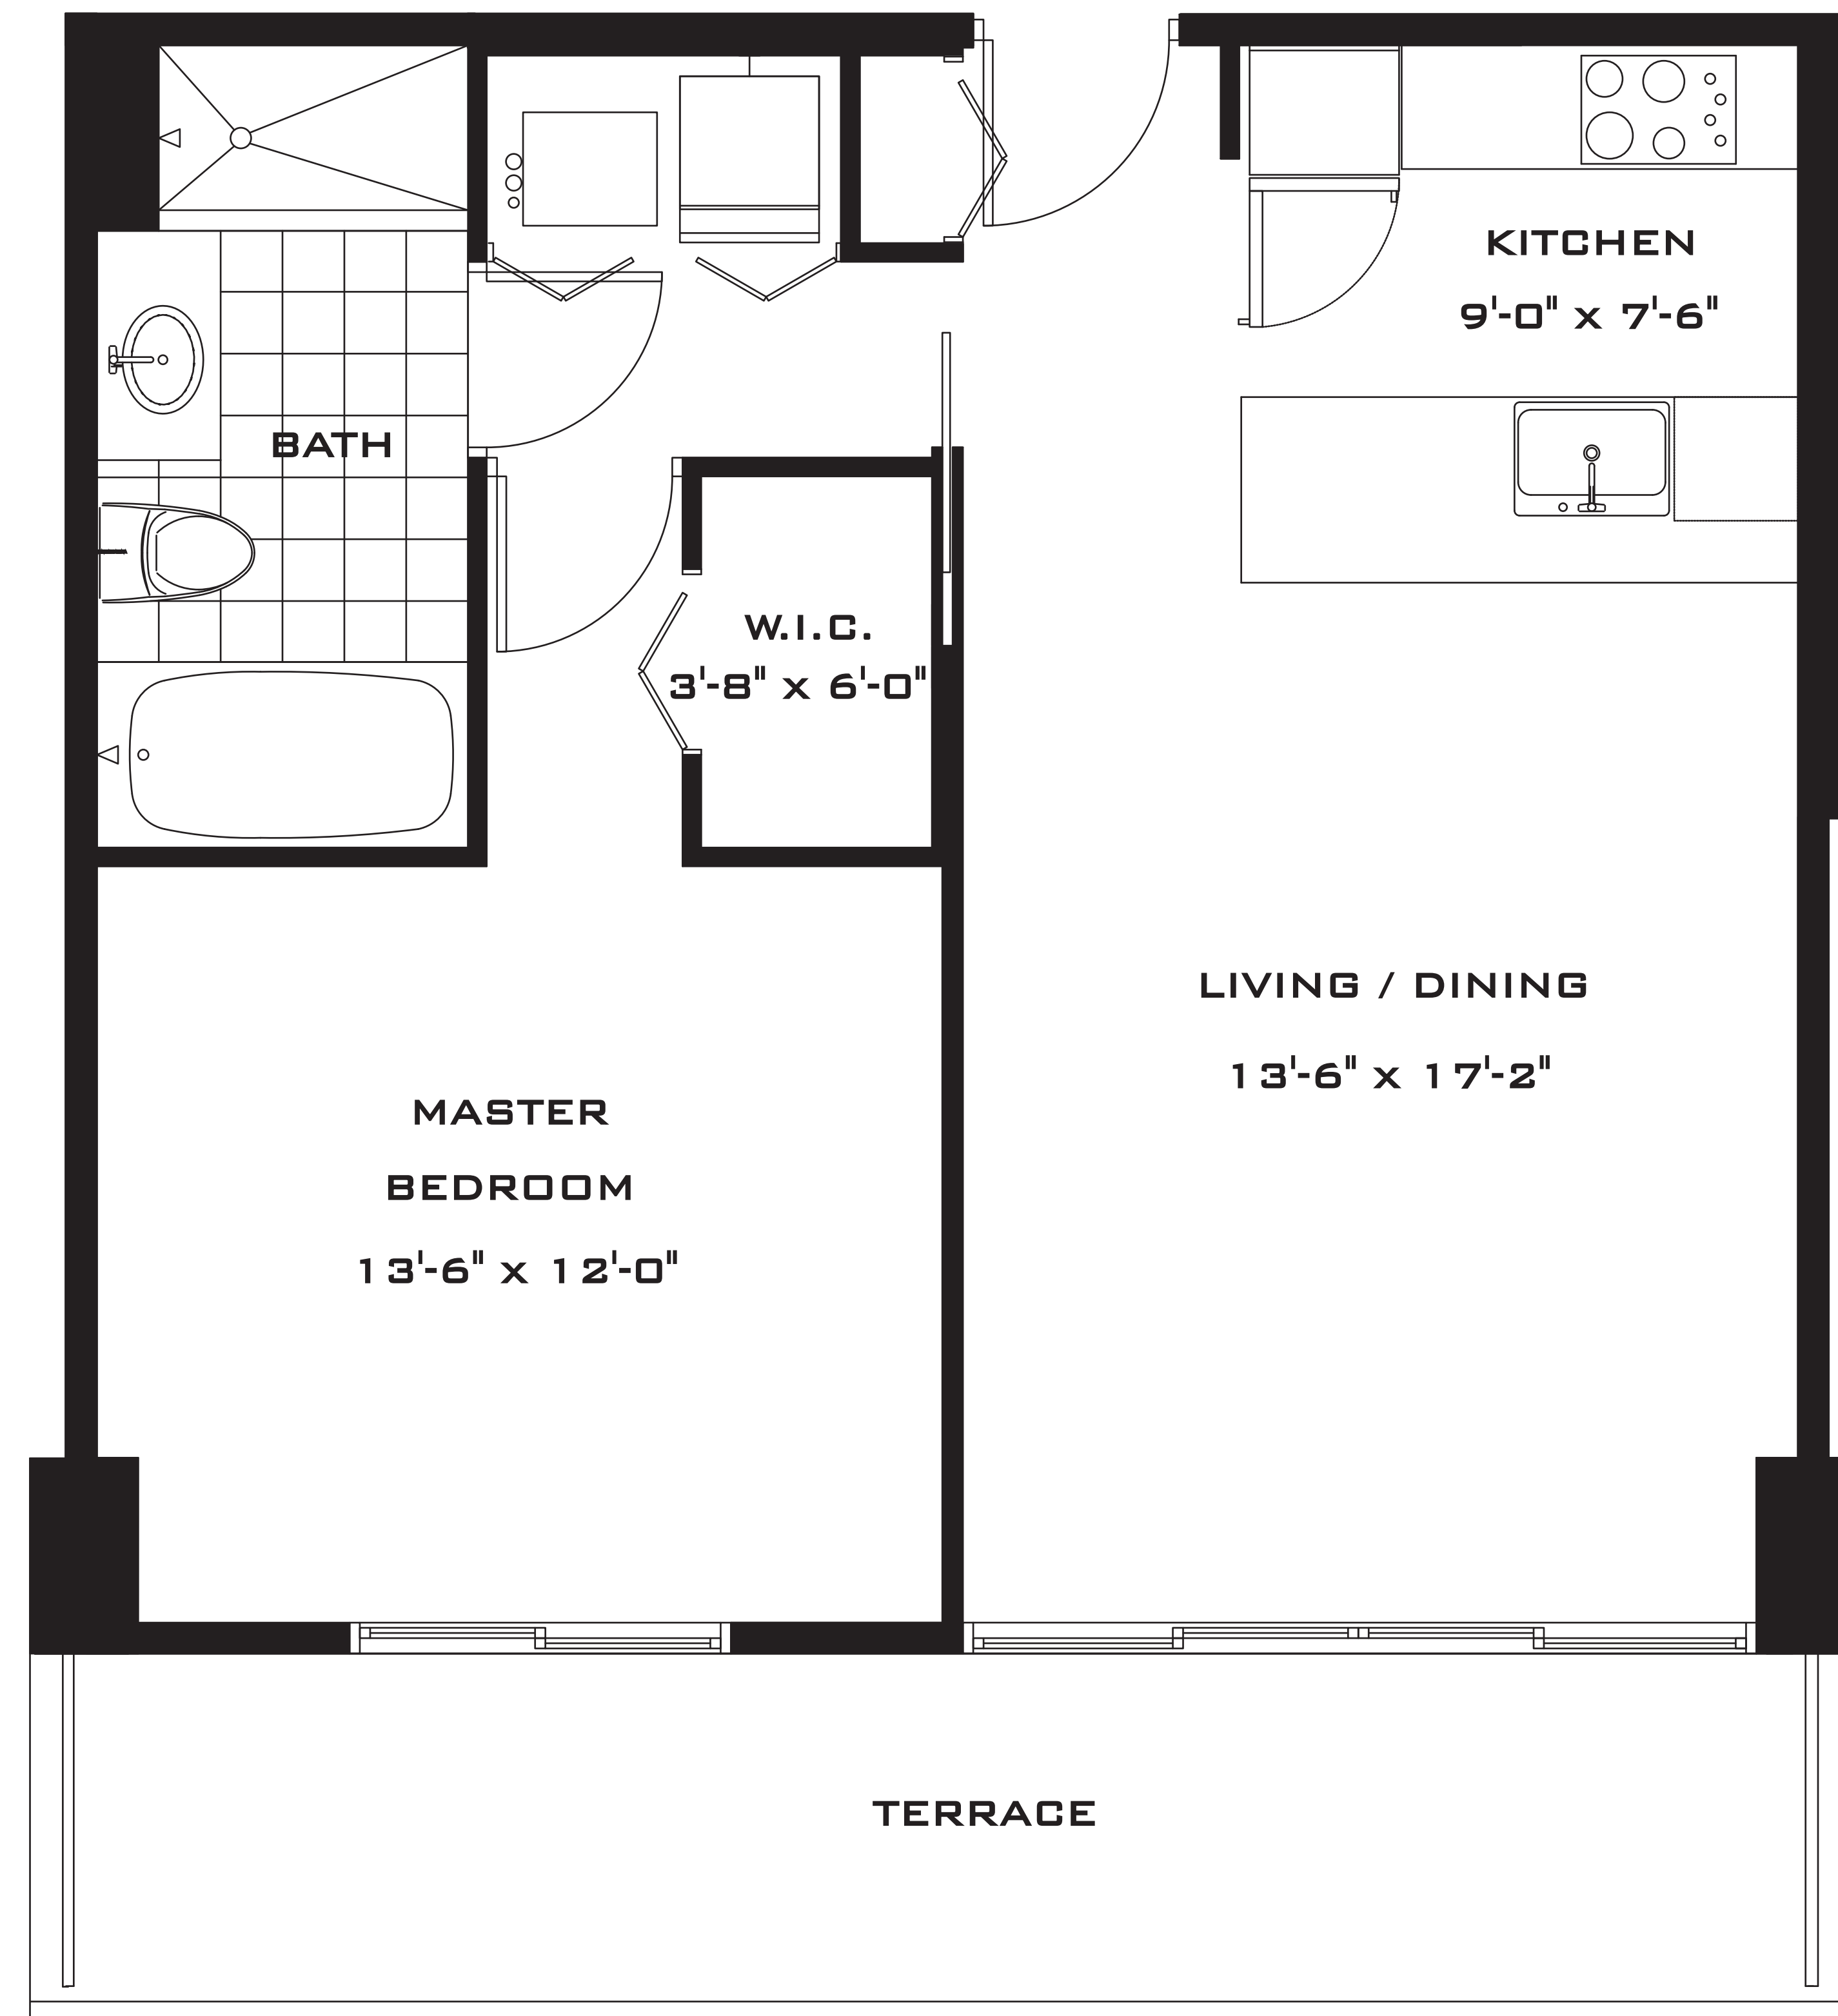 KITCHEN
9'-0" x 7'-6"
BATH
W.I.C.
3'-8" x 6'-0"
LIVING / DINING
13'-6" x 17'-2"
MASTER
BEDROOM
13'-6" x 12'-0"
TERRACE